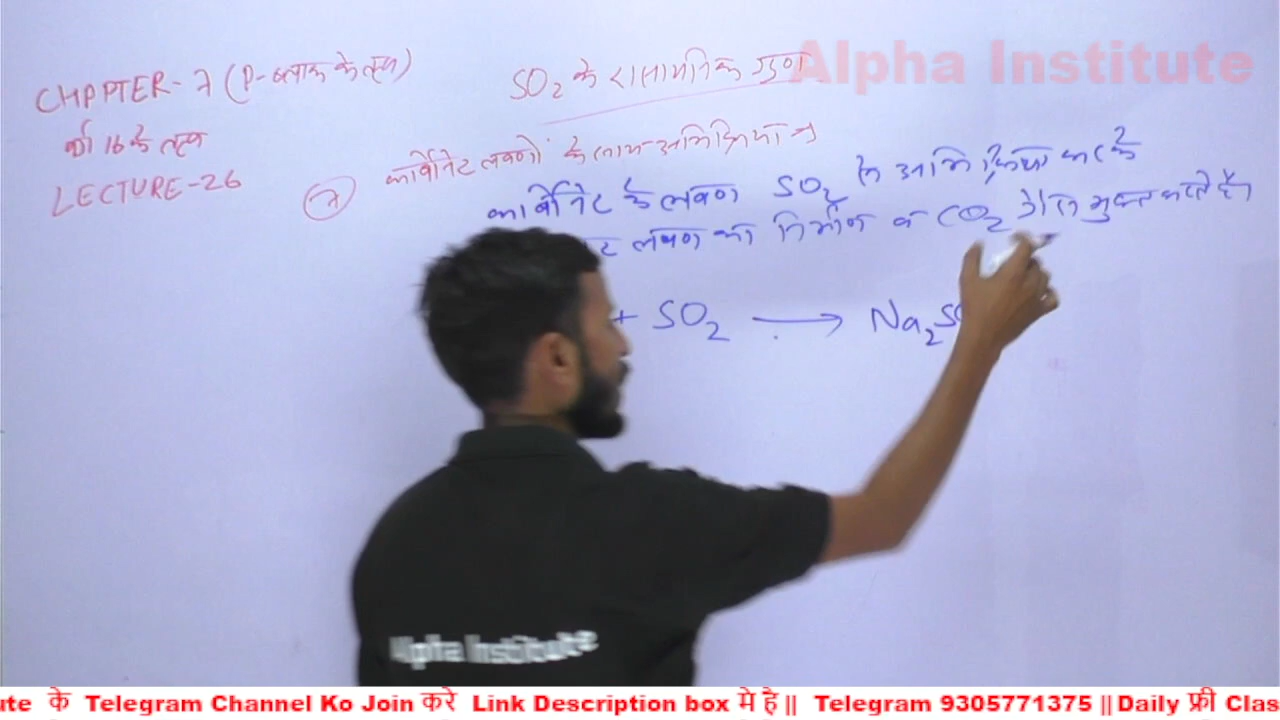 Alpha Institute
CHAPTER-7 (P-ब्लाक के तत्व)
SO₂ के रासायनिक गुण
वर्ग 16 के तत्व
LECTURE-26
(7) कार्बोनेट लवणों के साथ अभिक्रिया →
कार्बोनेट के लवण SO₂ से अभिक्रिया करके
ट लवण का निर्माण व CO₂ गैस मुक्त करते है।
+ SO₂ ⟶ Na₂S
Alpha Institute
ute के Telegram Channel Ko Join करे Link Description box मे है || Telegram 9305771375 || Daily फ्री Clas